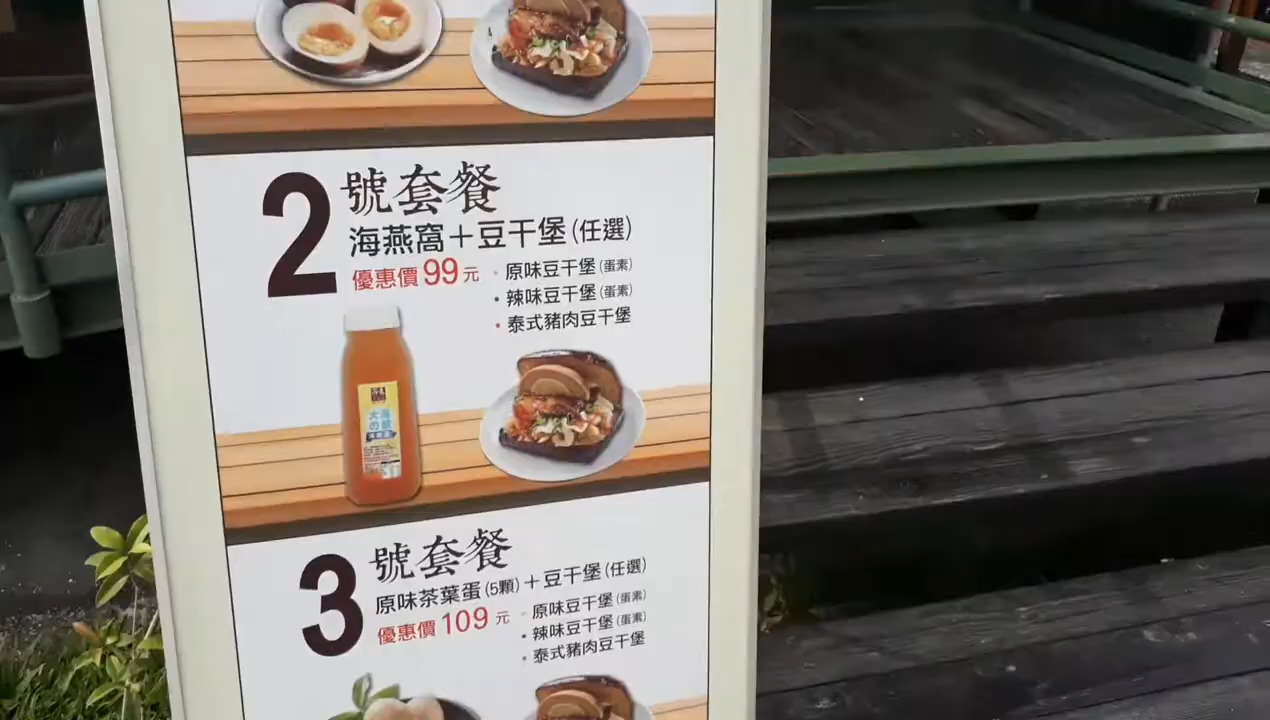 2 號套餐
海燕窩＋豆干堡(任選)
優惠價99元
・原味豆干堡(蛋素)
・辣味豆干堡(蛋素)
・泰式豬肉豆干堡
3 號套餐
原味茶葉蛋(5顆)＋豆干堡(任選)
優惠價109元
・原味豆干堡(蛋素)
・辣味豆干堡(蛋素)
・泰式豬肉豆干堡